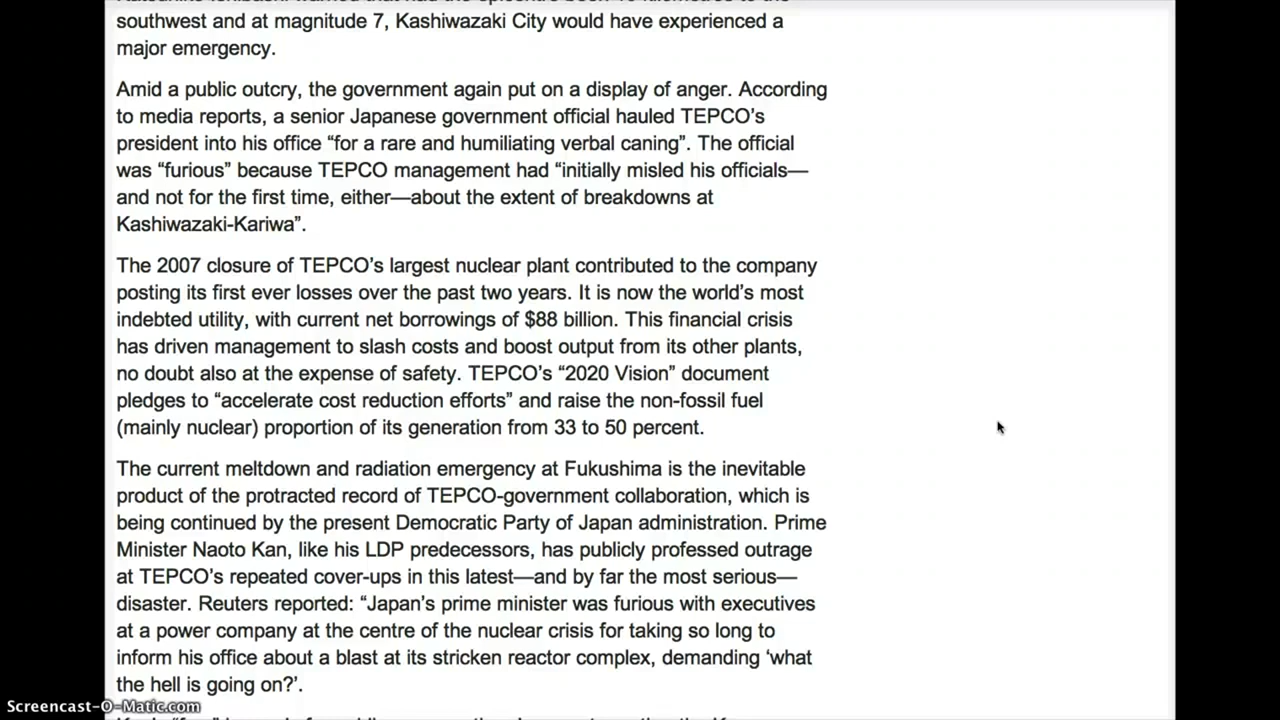 southwest and at magnitude 7, Kashiwazaki City would have experienced a
major emergency.
Amid a public outcry, the government again put on a display of anger. According
to media reports, a senior Japanese government official hauled TEPCO’s
president into his office “for a rare and humiliating verbal caning”. The official
was “furious” because TEPCO management had “initially misled his officials—
and not for the first time, either—about the extent of breakdowns at
Kashiwazaki-Kariwa”.
The 2007 closure of TEPCO’s largest nuclear plant contributed to the company
posting its first ever losses over the past two years. It is now the world’s most
indebted utility, with current net borrowings of $88 billion. This financial crisis
has driven management to slash costs and boost output from its other plants,
no doubt also at the expense of safety. TEPCO’s “2020 Vision” document
pledges to “accelerate cost reduction efforts” and raise the non-fossil fuel
(mainly nuclear) proportion of its generation from 33 to 50 percent.
The current meltdown and radiation emergency at Fukushima is the inevitable
product of the protracted record of TEPCO-government collaboration, which is
being continued by the present Democratic Party of Japan administration. Prime
Minister Naoto Kan, like his LDP predecessors, has publicly professed outrage
at TEPCO’s repeated cover-ups in this latest—and by far the most serious—
disaster. Reuters reported: “Japan’s prime minister was furious with executives
at a power company at the centre of the nuclear crisis for taking so long to
inform his office about a blast at its stricken reactor complex, demanding ‘what
the hell is going on?’.
Screencast-O-Matic.com